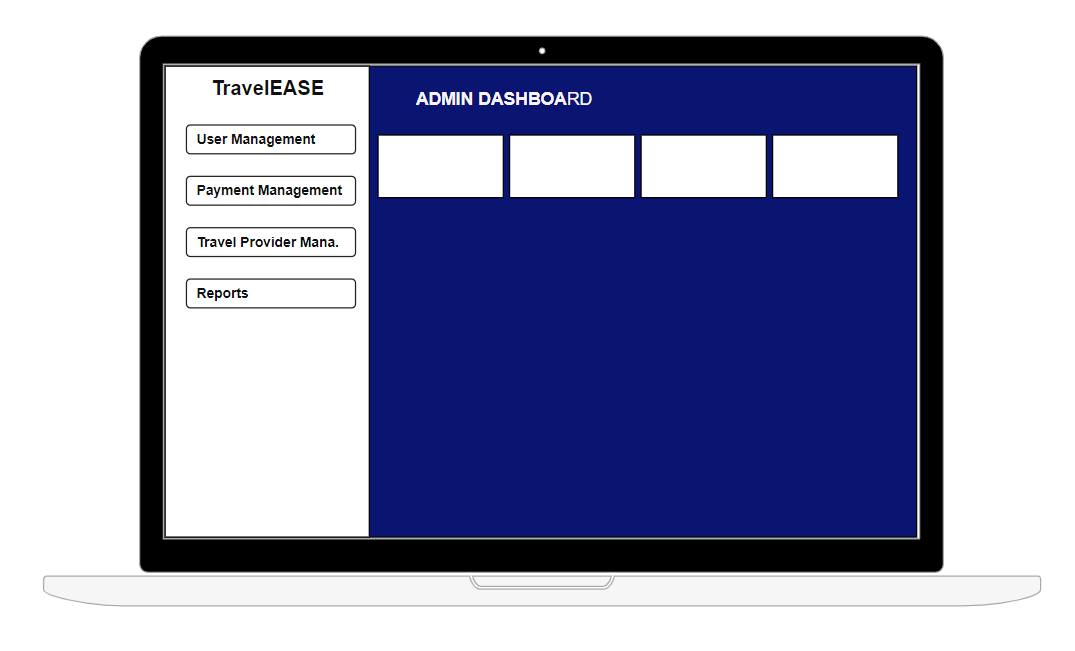 TravelEASE
User Management
Payment Management
Travel Provider Mana.
Reports
ADMIN DASHBOARD